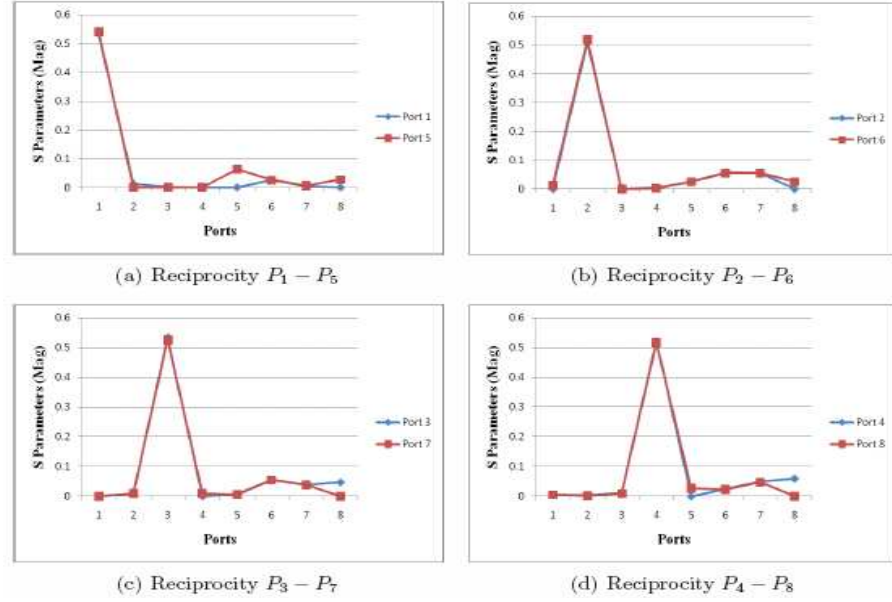 0.6
0.5
0.4
0.3
0.2
0.1
0
S Parameters (Mag)
1 2 3 4 5 6 7 8
Ports
Port 1
Port 5
(a) Reciprocity P₁ − P₅
0.6
0.5
0.4
0.3
0.2
0.1
0
S Parameters (Mag)
1 2 3 4 5 6 7 8
Ports
Port 2
Port 6
(b) Reciprocity P₂ − P₆
0.6
0.5
0.4
0.3
0.2
0.1
0
S Parameters (Mag)
1 2 3 4 5 6 7 8
Ports
Port 3
Port 7
(c) Reciprocity P₃ − P₇
0.6
0.5
0.4
0.3
0.2
0.1
0
S Parameters (Mag)
1 2 3 4 5 6 7 8
Ports
Port 4
Port 8
(d) Reciprocity P₄ − P₈